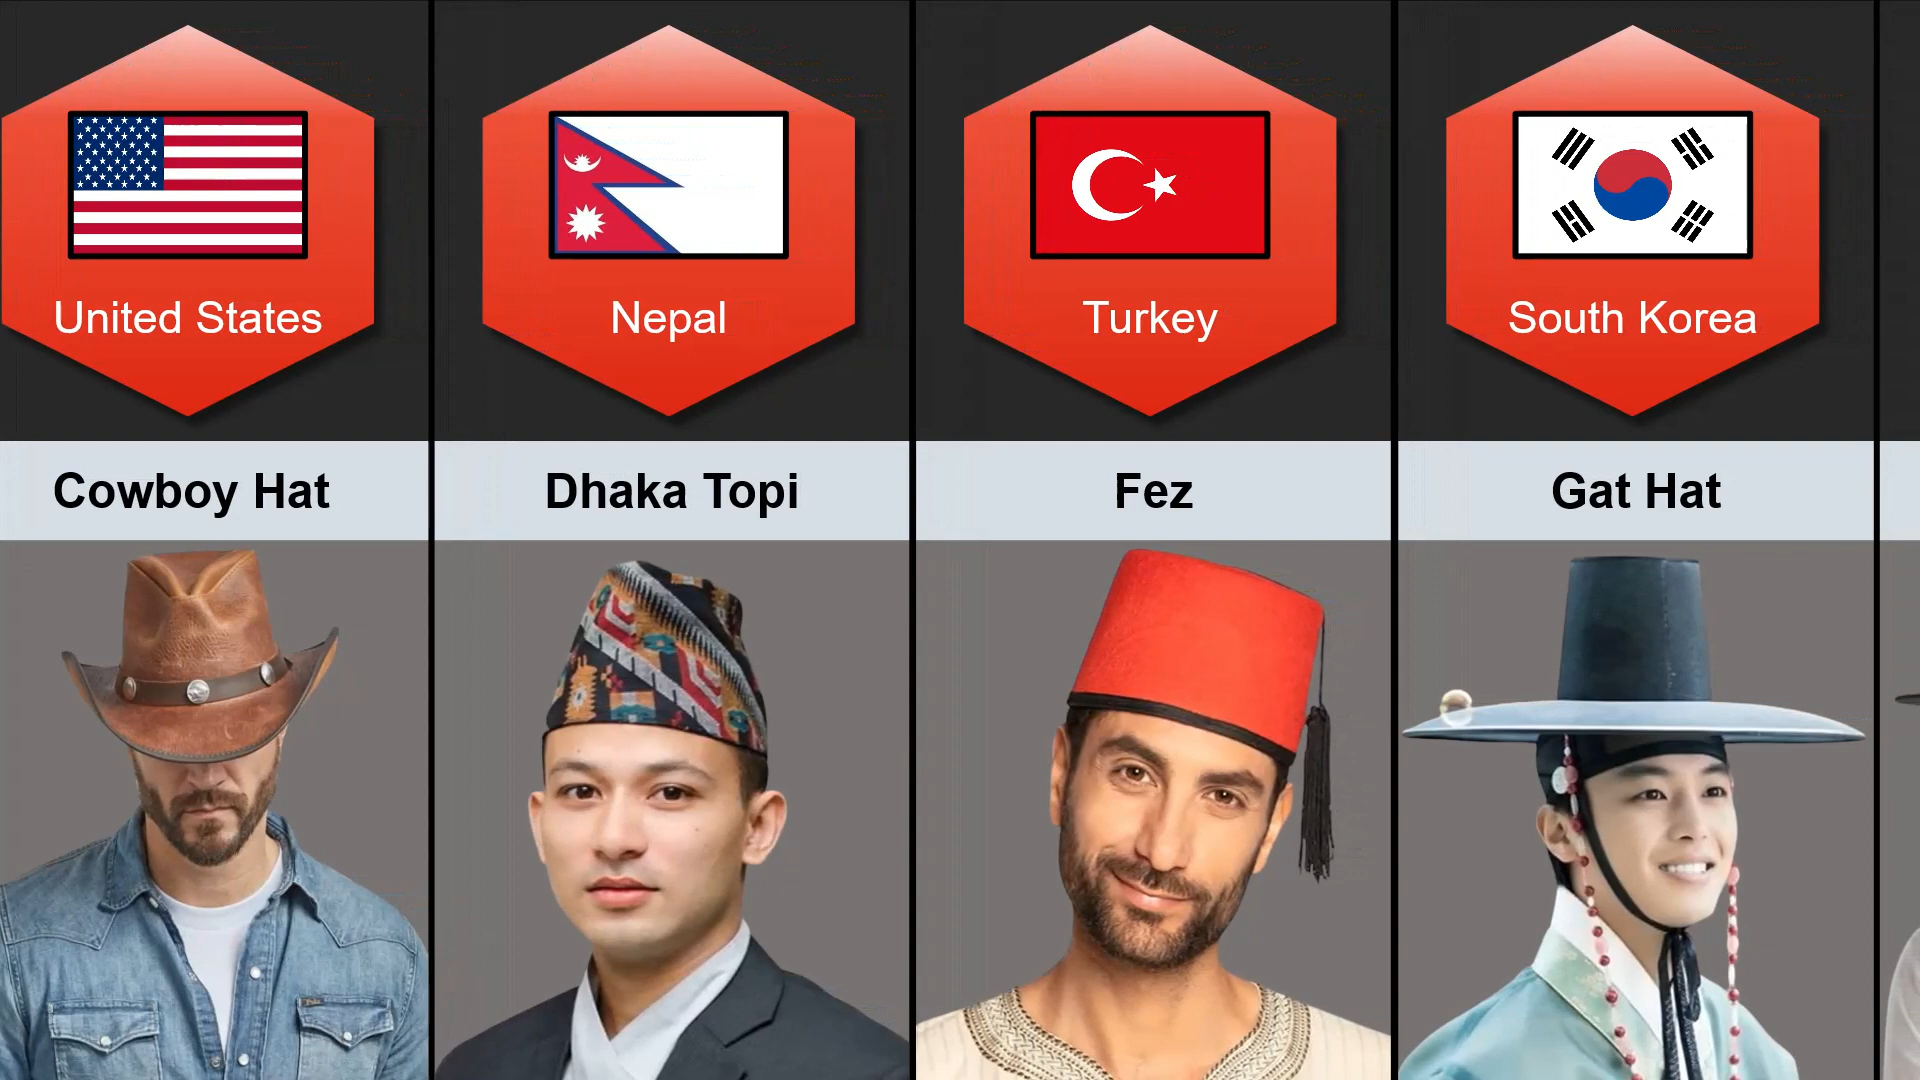 United States
Nepal
Turkey
South Korea
Cowboy Hat
Dhaka Topi
Fez
Gat Hat